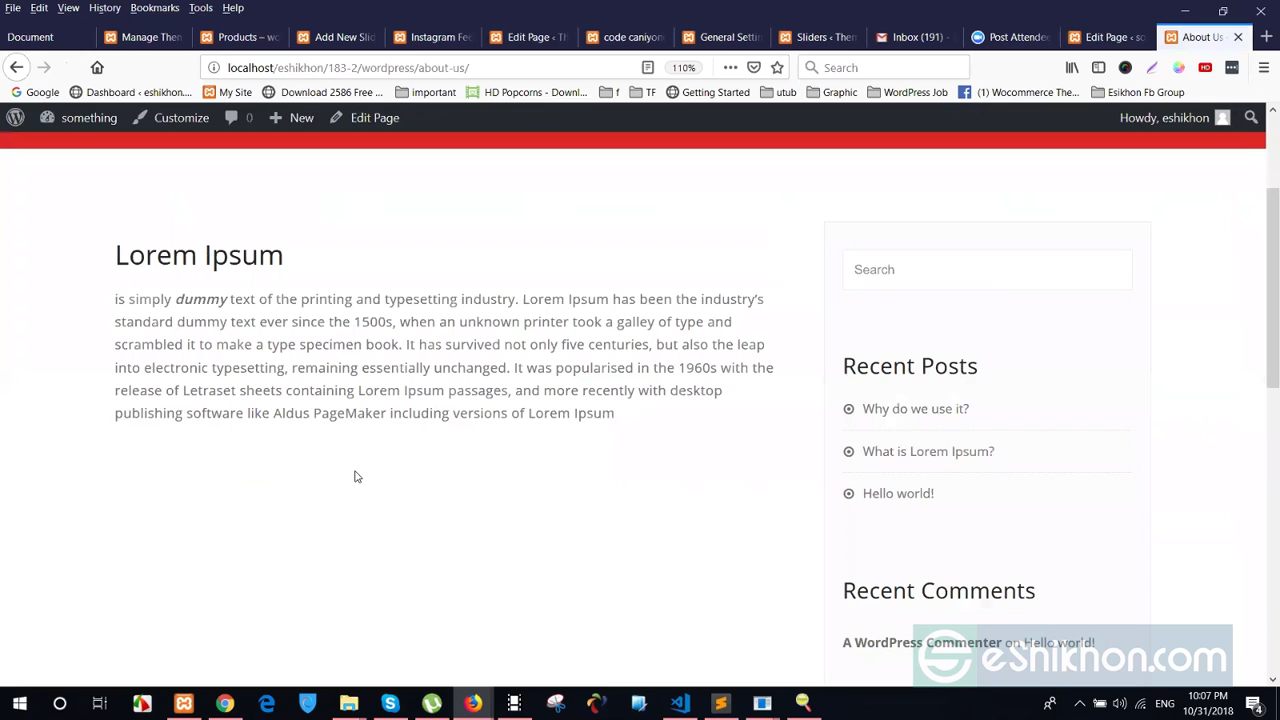 File Edit View History Bookmarks Tools Help
Document Manage Them Products – wo Add New Slid Instagram Fee Edit Page ‹ Th code caniyon General Settin Sliders ‹ Them Inbox (191) - Post Attendee Edit Page ‹ so About Us -
localhost/eshikhon/183-2/wordpress/about-us/ 110% Search
Google Dashboard ‹ eshikhon.... My Site Download 2586 Free ... important HD Popcorns - Downl... f TF Getting Started utub Graphic WordPress Job (1) Wocommerce The... Esikhon Fb Group
something Customize 0 New Edit Page Howdy, eshikhon
Lorem Ipsum
is simply dummy text of the printing and typesetting industry. Lorem Ipsum has been the industry's
standard dummy text ever since the 1500s, when an unknown printer took a galley of type and
scrambled it to make a type specimen book. It has survived not only five centuries, but also the leap
into electronic typesetting, remaining essentially unchanged. It was popularised in the 1960s with the
release of Letraset sheets containing Lorem Ipsum passages, and more recently with desktop
publishing software like Aldus PageMaker including versions of Lorem Ipsum
Search
Recent Posts
Why do we use it?
What is Lorem Ipsum?
Hello world!
Recent Comments
A WordPress Commenter on Hello world!
eshikhon.com
ENG
10:07 PM
10/31/2018
4